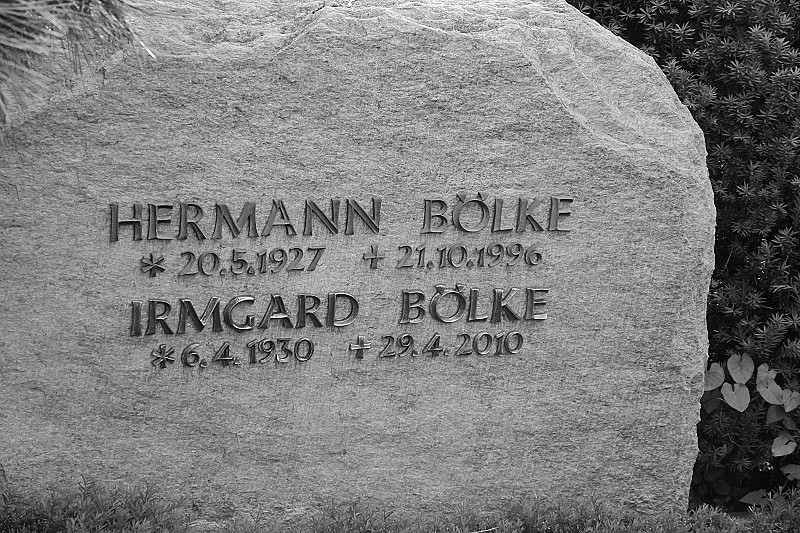 HERMANN BÖLKE
* 20.5.1927 + 21.10.1996
IRMGARD BÖLKE
* 6.4.1930 + 29.4.2010